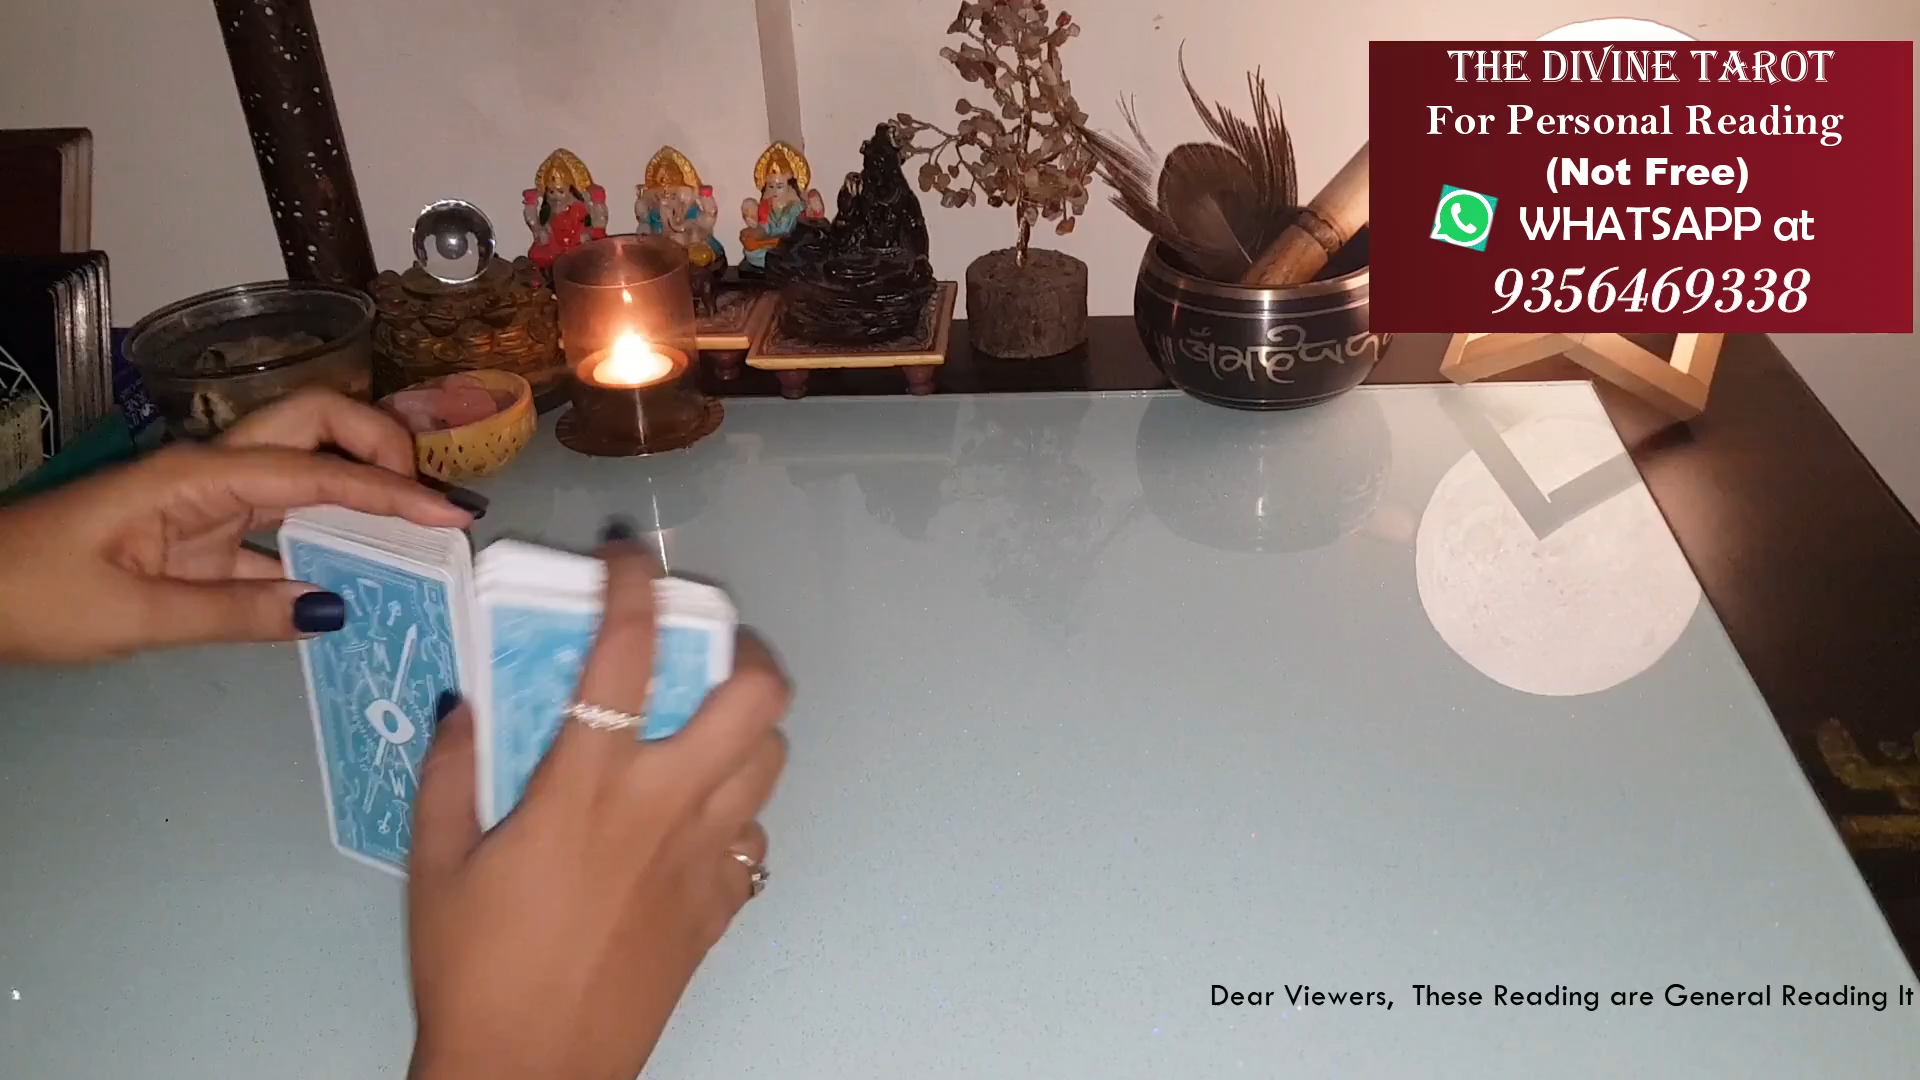 THE DIVINE TAROT
For Personal Reading
(Not Free)
WHATSAPP at
9356469338
M
W
Dear Viewers, These Reading are General Reading It